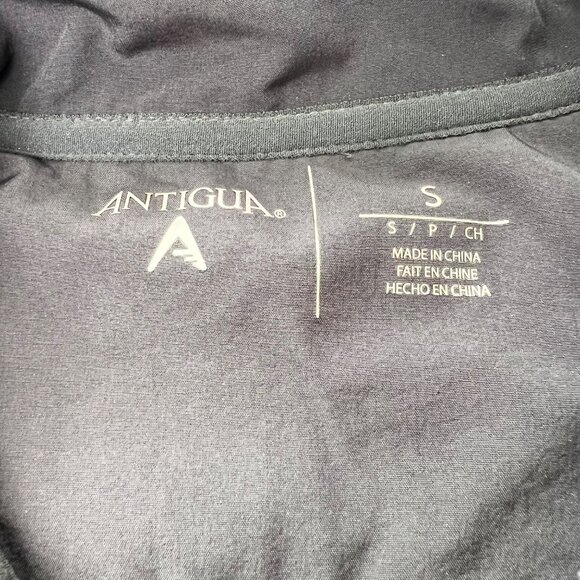 ANTIGUA®
A
S
S / P / CH
MADE IN CHINA
FAIT EN CHINE
HECHO EN CHINA